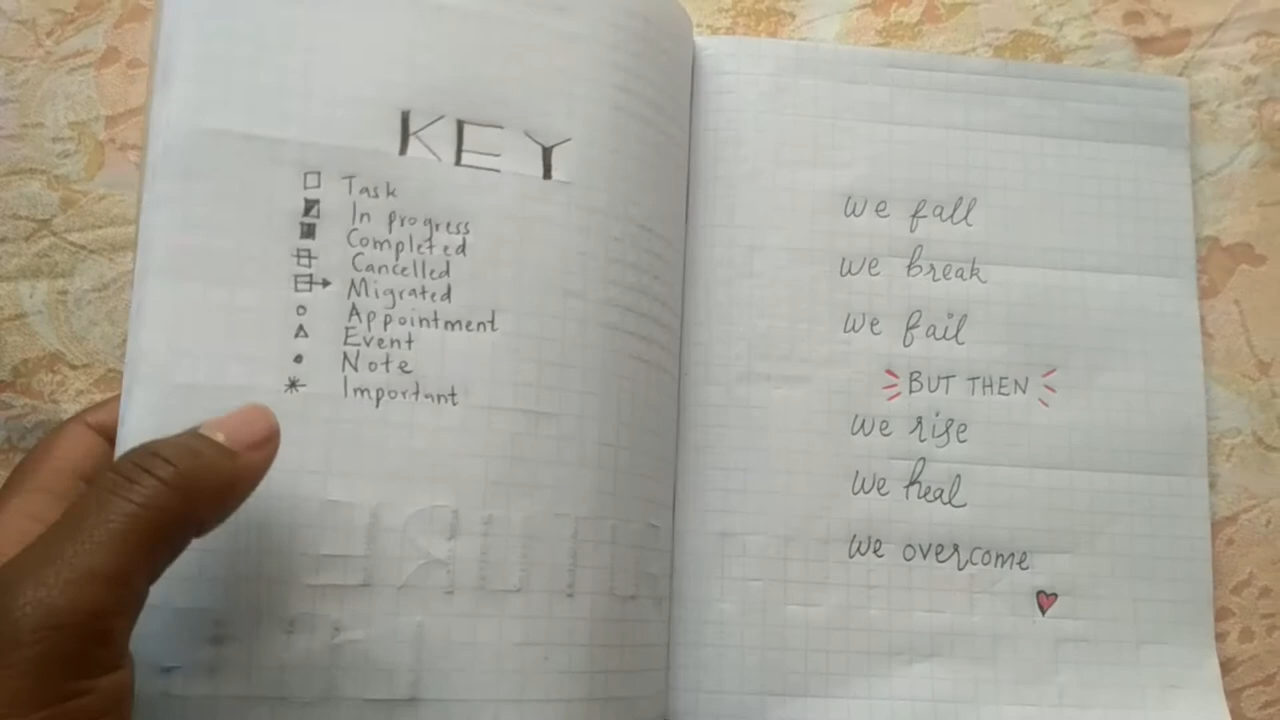 KEY
Task
In progress
Completed
Cancelled
Migrated
Appointment
Event
Note
Important
we fall
we break
we fail
BUT THEN
we rise
we heal
we overcome